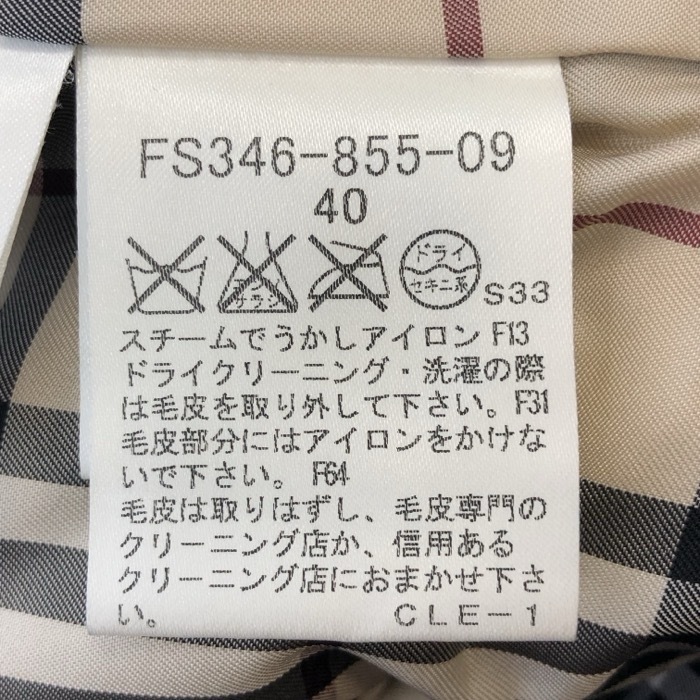 FS346-855-09
40
エンソ
サラシ
ドライ
セキユ系
S33
スチームでうかしアイロン F13
ドライクリーニング・洗濯の際
は毛皮を取り外して下さい。F31
毛皮部分にはアイロンをかけな
いで下さい。 F64
毛皮は取りはずし、毛皮専門の
クリーニング店か、信用ある
クリーニング店におまかせ下さ
い。 CLE-1